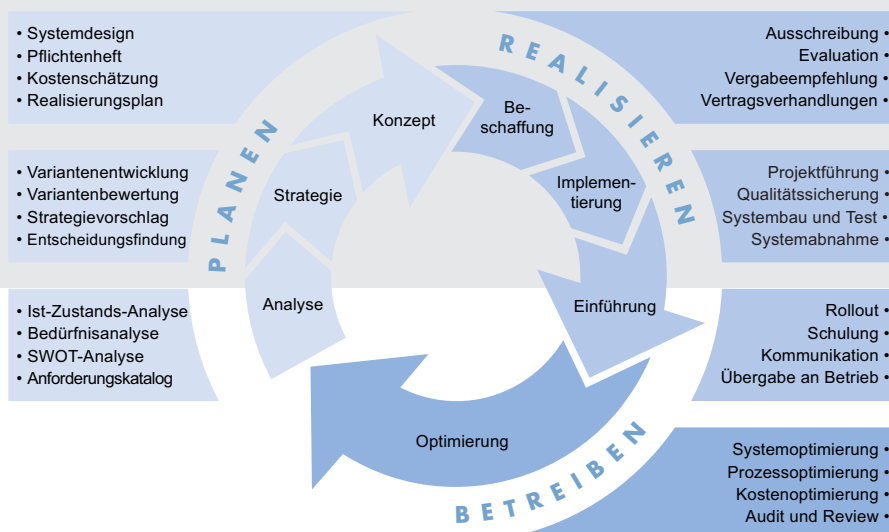 • Systemdesign
• Pflichtenheft
• Kostenschätzung
• Realisierungsplan
• Variantenentwicklung
• Variantenbewertung
• Strategievorschlag
• Entscheidungsfindung
• Ist-Zustands-Analyse
• Bedürfnisanalyse
• SWOT-Analyse
• Anforderungskatalog
PLANEN
Analyse
Strategie
Konzept
REALISIEREN
Be-
schaffung
Implemen-
tierung
Einführung
BETREIBEN
Optimierung
Ausschreibung •
Evaluation •
Vergabeempfehlung •
Vertragsverhandlungen •
Projektführung •
Qualitätssicherung •
Systembau und Test •
Systemabnahme •
Rollout •
Schulung •
Kommunikation •
Übergabe an Betrieb •
Systemoptimierung •
Prozessoptimierung •
Kostenoptimierung •
Audit und Review •